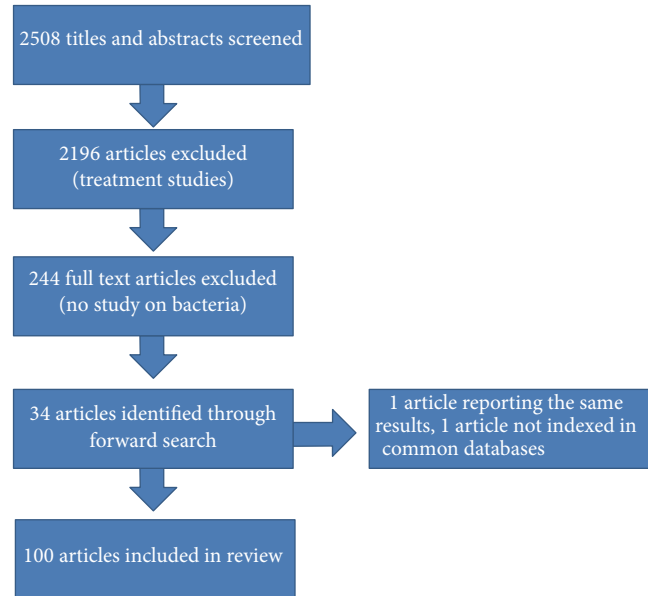 2508 titles and abstracts screened
2196 articles excluded
(treatment studies)
244 full text articles excluded
(no study on bacteria)
34 articles identified through
forward search
1 article reporting the same
results, 1 article not indexed in
common databases
100 articles included in review